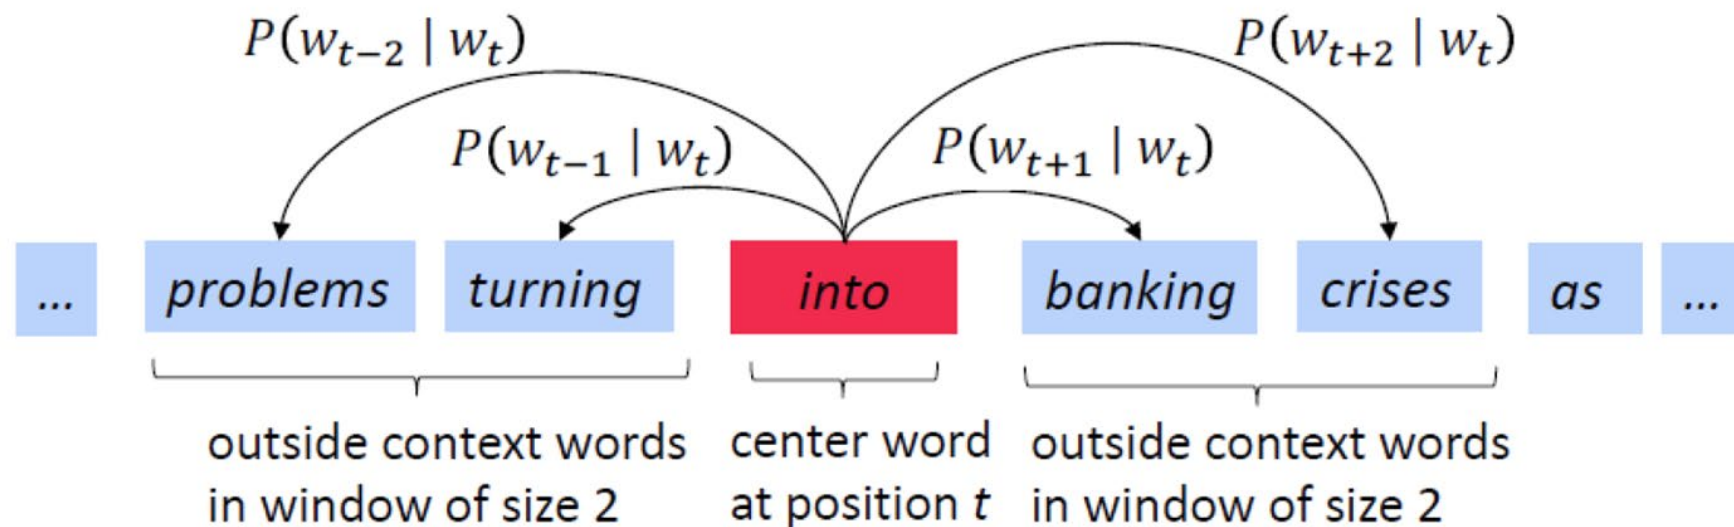 P(w_{t−2} | w_t) P(w_{t+2} | w_t)
P(w_{t−1} | w_t) P(w_{t+1} | w_t)
... problems turning into banking crises as ...
outside context words center word outside context words
in window of size 2 at position t in window of size 2